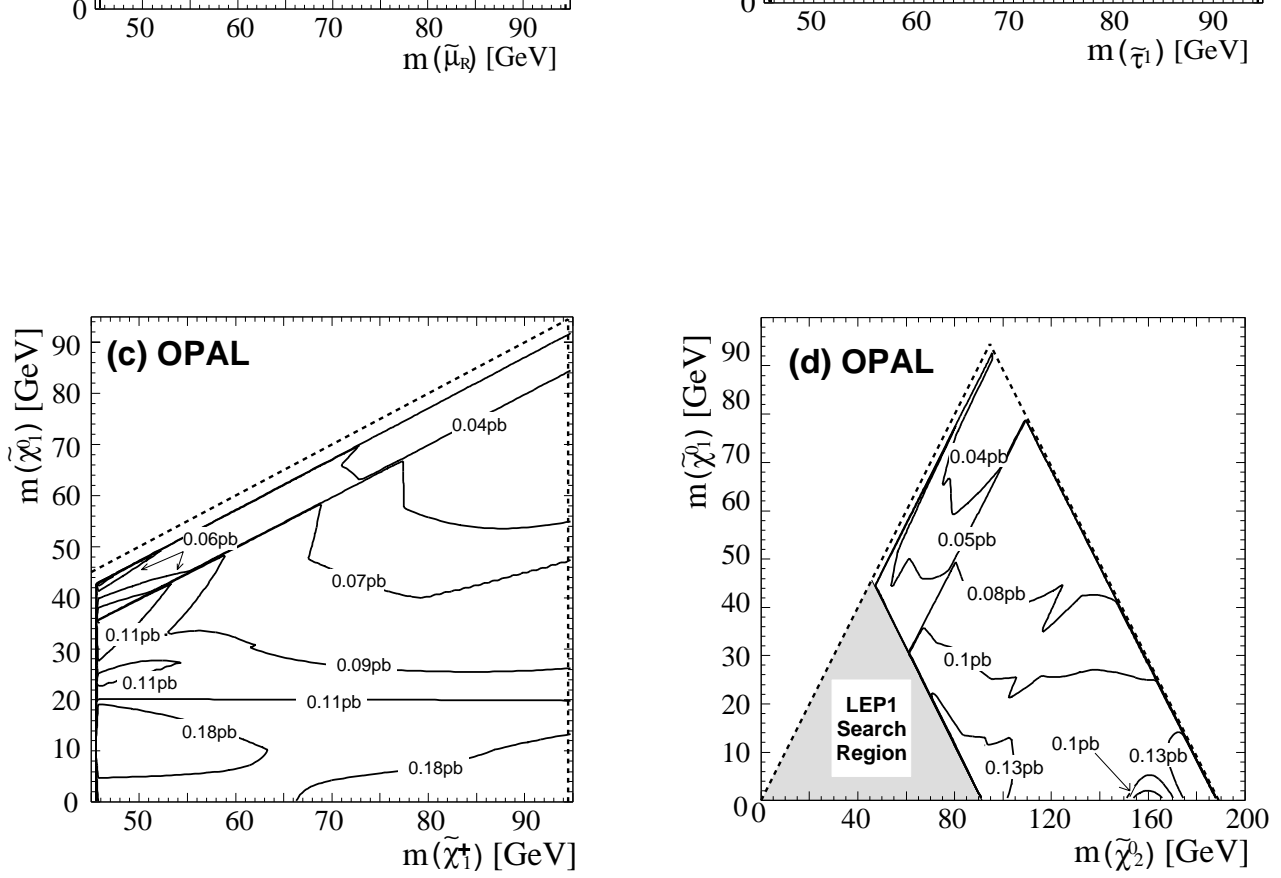 0
50 60 70 80 90
m(μ̃R) [GeV]
0
50 60 70 80 90
m(τ̃1) [GeV]
(c) OPAL
m(χ̃⁰₁) [GeV]
90
80
70
60
50
40
30
20
10
0
0.04pb
0.06pb
0.07pb
0.11pb
0.09pb
0.11pb
0.11pb
0.18pb
0.18pb
50 60 70 80 90
m(χ̃⁺₁) [GeV]
(d) OPAL
m(χ̃⁰₁) [GeV]
90
80
70
60
50
40
30
20
10
0
0.04pb
0.05pb
0.08pb
0.1pb
LEP1
Search
Region
0.1pb
0.13pb
0.13pb
0 40 80 120 160 200
m(χ̃⁰₂) [GeV]